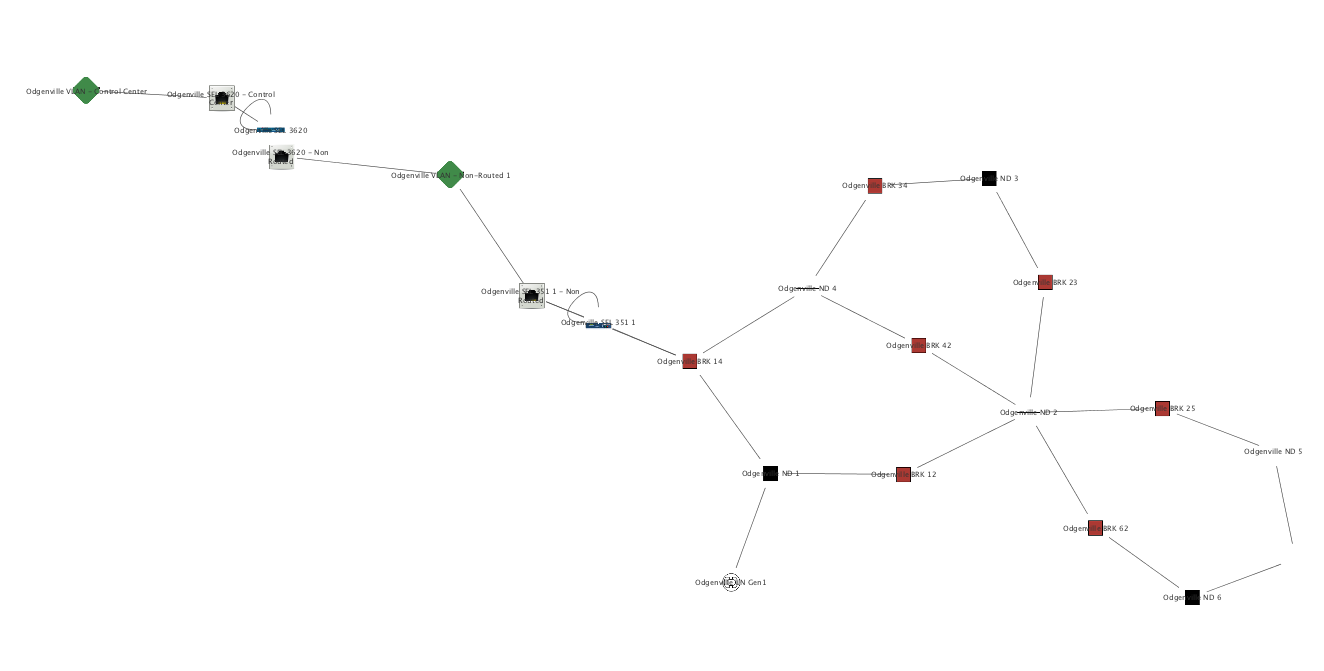 Odgenville VLAN - Control Center
Odgenville SEL 3620 - Control
Center
Odgenville SEL 3620
Odgenville SEL 3620 - Non
Routed
Odgenville VLAN - Non-Routed 1
Odgenville BRK 34
Odgenville ND 3
Odgenville BRK 23
Odgenville ND 4
Odgenville SEL 351 1 - Non
Routed
Odgenville SEL 351 1
Odgenville BRK 42
Odgenville BRK 14
Odgenville ND 2
Odgenville BRK 25
Odgenville ND 5
Odgenville ND 1
Odgenville BRK 12
Odgenville BRK 62
Odgenville GN Gen1
Odgenville ND 6